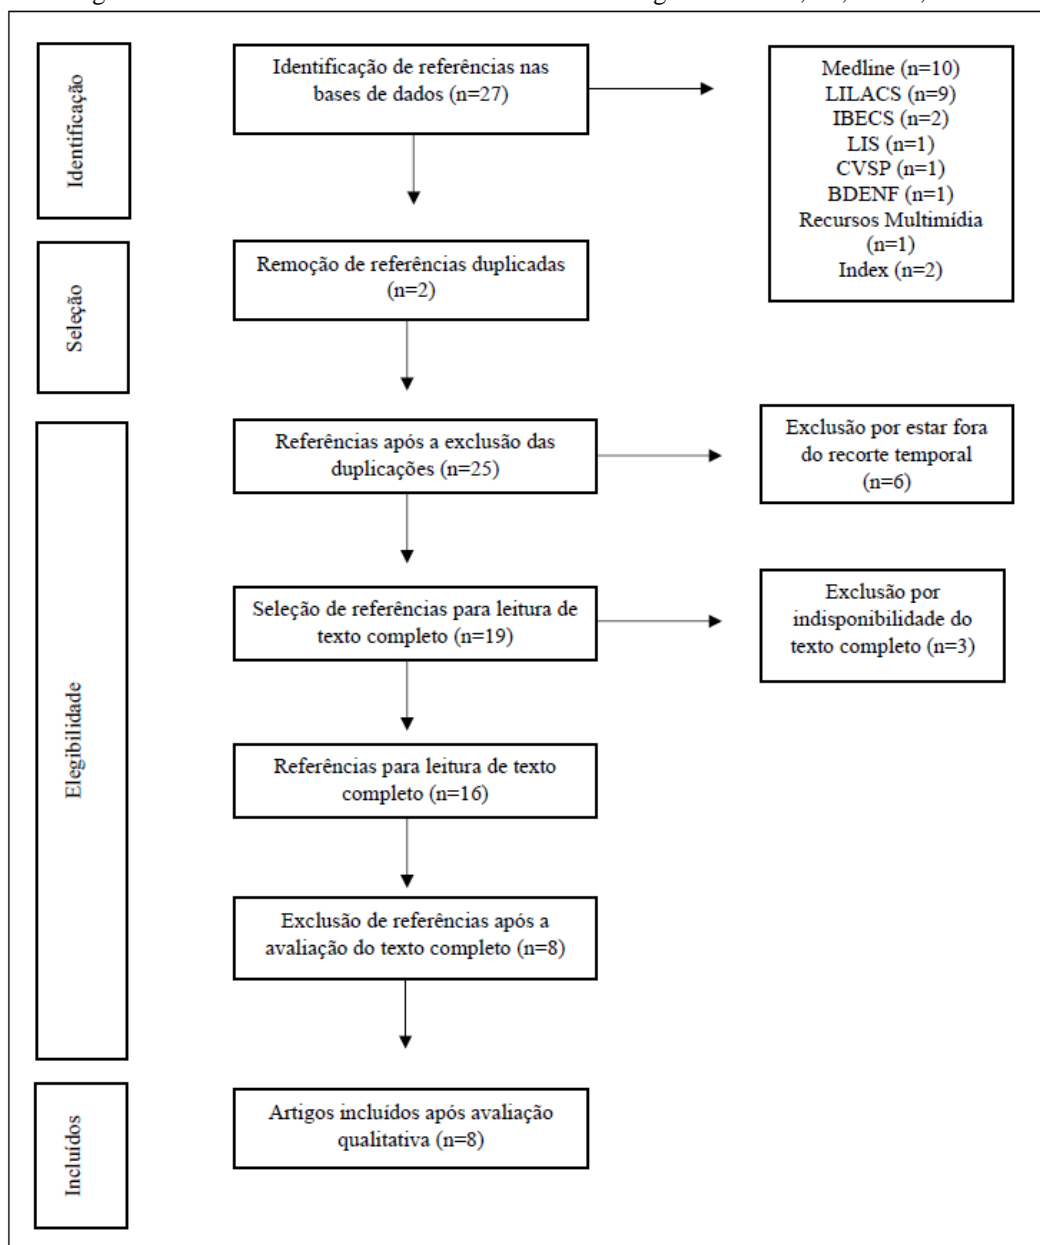 Identificação
Identificação de referências nas
bases de dados (n=27)
Medline (n=10)
LILACS (n=9)
IBECS (n=2)
LIS (n=1)
CVSP (n=1)
BDENF (n=1)
Recursos Multimídia
(n=1)
Index (n=2)
Seleção
Remoção de referências duplicadas
(n=2)
Elegibilidade
Referências após a exclusão das
duplicações (n=25)
Exclusão por estar fora
do recorte temporal
(n=6)
Seleção de referências para leitura de
texto completo (n=19)
Exclusão por
indisponibilidade do
texto completo (n=3)
Referências para leitura de texto
completo (n=16)
Exclusão de referências após a
avaliação do texto completo (n=8)
Incluídos
Artigos incluídos após avaliação
qualitativa (n=8)